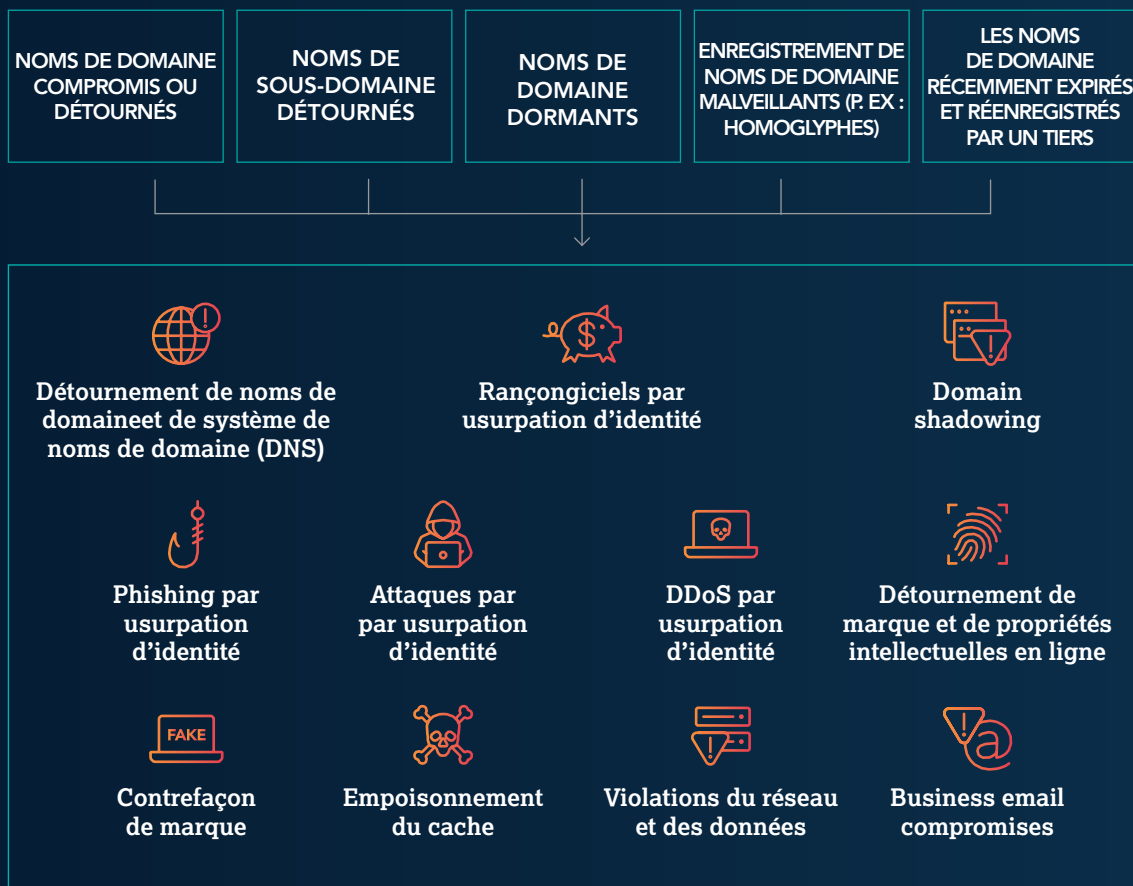 NOMS DE DOMAINE
COMPROMIS OU
DÉTOURNÉS
NOMS DE
SOUS-DOMAINE
DÉTOURNÉS
NOMS DE
DOMAINE
DORMANTS
ENREGISTREMENT DE
NOMS DE DOMAINE
MALVEILLANTS (P. EX :
HOMOGLYPHES)
LES NOMS
DE DOMAINE
RÉCEMMENT EXPIRÉS
ET RÉENREGISTRÉS
PAR UN TIERS
Détournement de noms de
domaineet de système de
noms de domaine (DNS)
Rançongiciels par
usurpation d’identité
Domain
shadowing
Phishing par
usurpation
d’identité
Attaques par
par usurpation
d’identité
DDoS par
usurpation
d’identité
Détournement de
marque et de propriétés
intellectuelles en ligne
FAKE
Contrefaçon
de marque
Empoisonnement
du cache
Violations du réseau
et des données
Business email
compromises